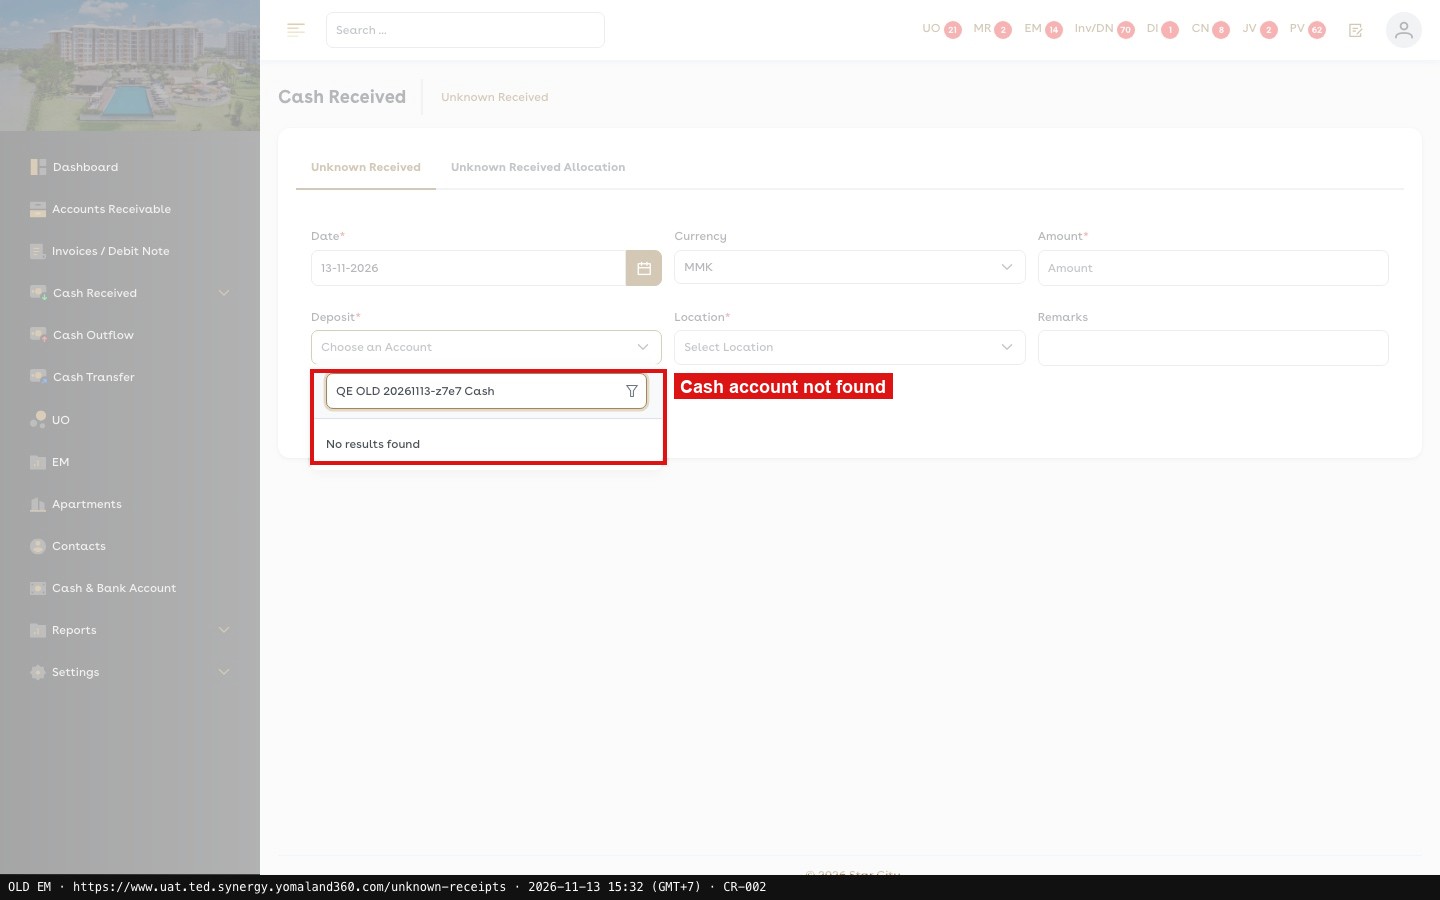 Search ...
UO 21 MR 2 EM 14 Inv/DN 70 DI 1 CN 8 JV 2 PV 62
Cash Received
Unknown Received
Dashboard
Accounts Receivable
Invoices / Debit Note
Cash Received
Cash Outflow
Cash Transfer
UO
EM
Apartments
Contacts
Cash & Bank Account
Reports
Settings
Unknown Received
Unknown Received Allocation
Date*
Currency
Amount*
13-11-2026
MMK
Amount
Deposit*
Location*
Remarks
Choose an Account
Select Location
QE OLD 20261113-z7e7 Cash
Cash account not found
No results found
© 2026 Star City
OLD EM · https://www.uat.ted.synergy.yomaland360.com/unknown-receipts · 2026-11-13 15:32 (GMT+7) · CR-002